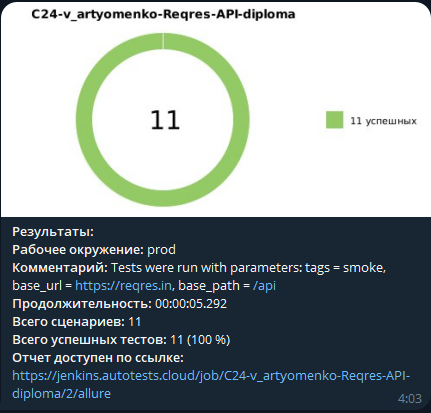 C24-v_artyomenko-Reqres-API-diploma
11
11 успешных
Результаты:
Рабочее окружение: prod
Комментарий: Tests were run with parameters: tags = smoke,
base_url = https://reqres.in, base_path = /api
Продолжительность: 00:00:05.292
Всего сценариев: 11
Всего успешных тестов: 11 (100 %)
Отчет доступен по ссылке:
https://jenkins.autotests.cloud/job/C24-v_artyomenko-Reqres-API-
diploma/2/allure
4:03